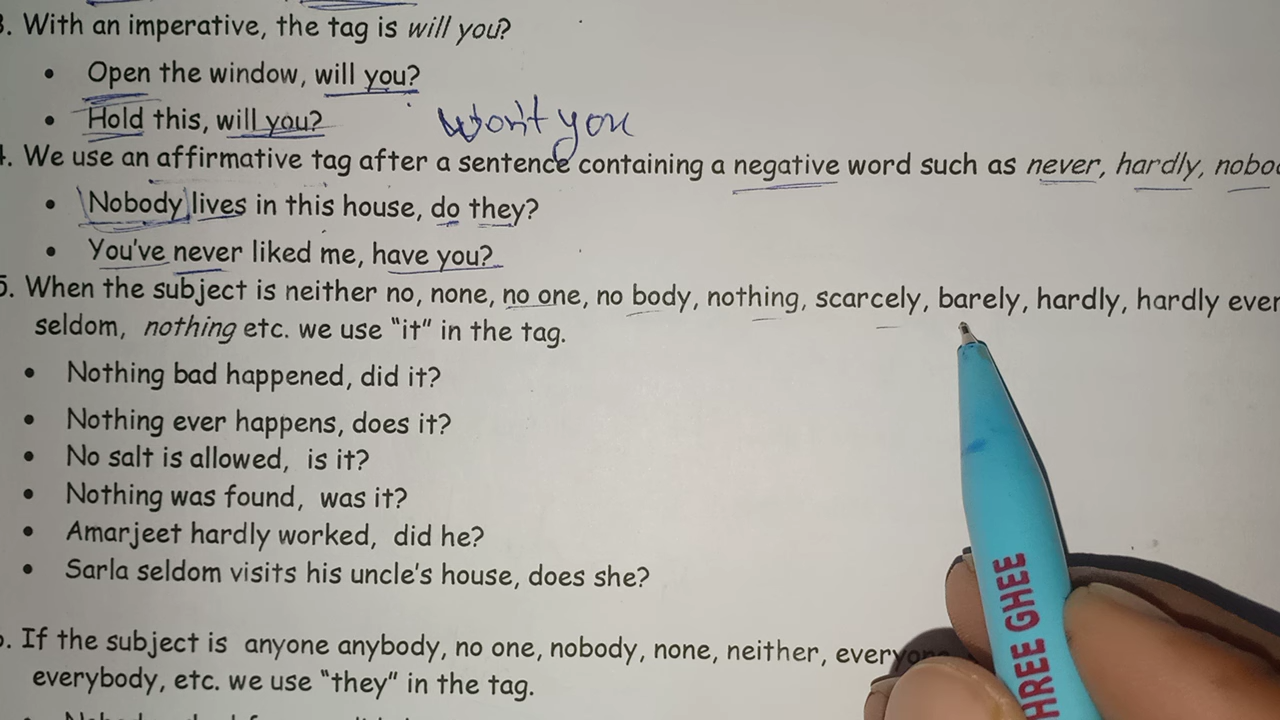 3. With an imperative, the tag is will you?
• Open the window, will you?
• Hold this, will you?
won't you
4. We use an affirmative tag after a sentence containing a negative word such as never, hardly,
• Nobody lives in this house, do they?
• You've never liked me, have you?
5. When the subject is neither no, none, no one, no body, nothing, scarcely, barely, hardly, hardly ever
seldom, nothing etc. we use "it" in the tag.
• Nothing bad happened, did it?
• Nothing ever happens, does it?
• No salt is allowed, is it?
• Nothing was found, was it?
• Amarjeet hardly worked, did he?
• Sarla seldom visits his uncle's house, does she?
6. If the subject is anyone anybody, no one, nobody, none, neither, everyone
everybody, etc. we use "they" in the tag.
HREE GHEE